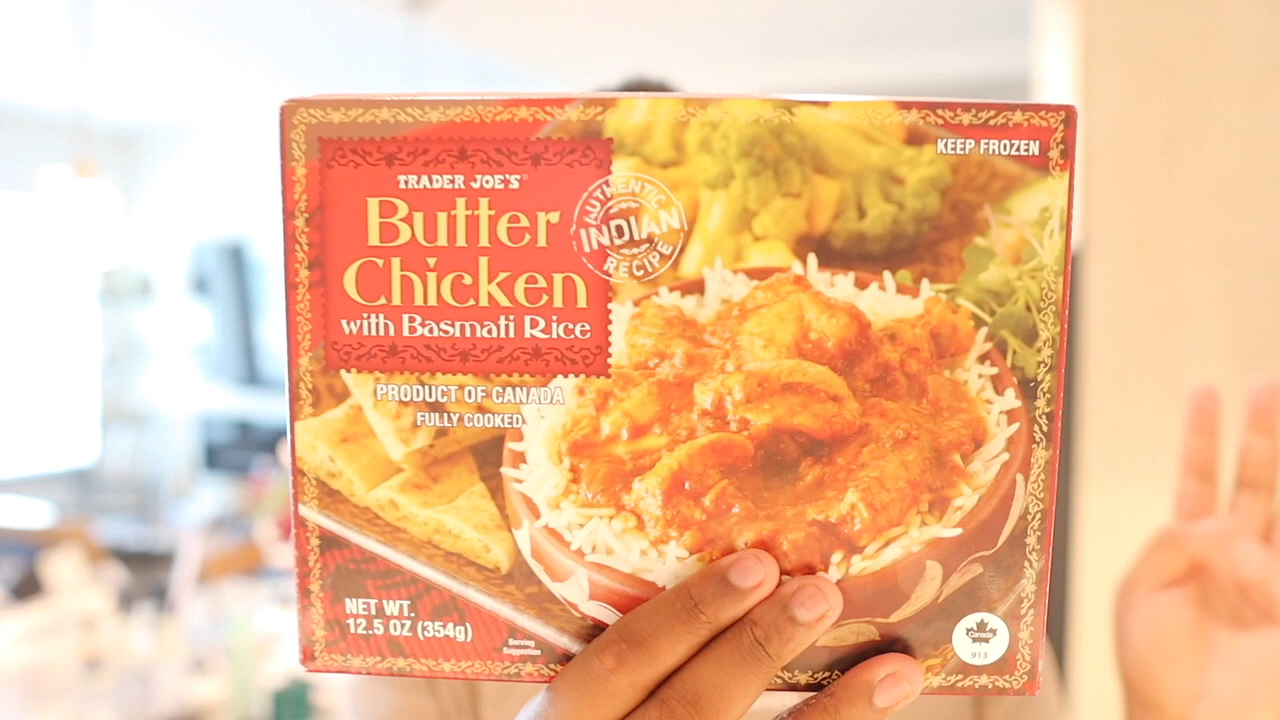 KEEP FROZEN
TRADER JOE'S®
Butter
Chicken
with Basmati Rice
AUTHENTIC
INDIAN
RECIPE
PRODUCT OF CANADA
FULLY COOKED
NET WT.
12.5 OZ (354g)
Serving
Suggestion
Canada
913